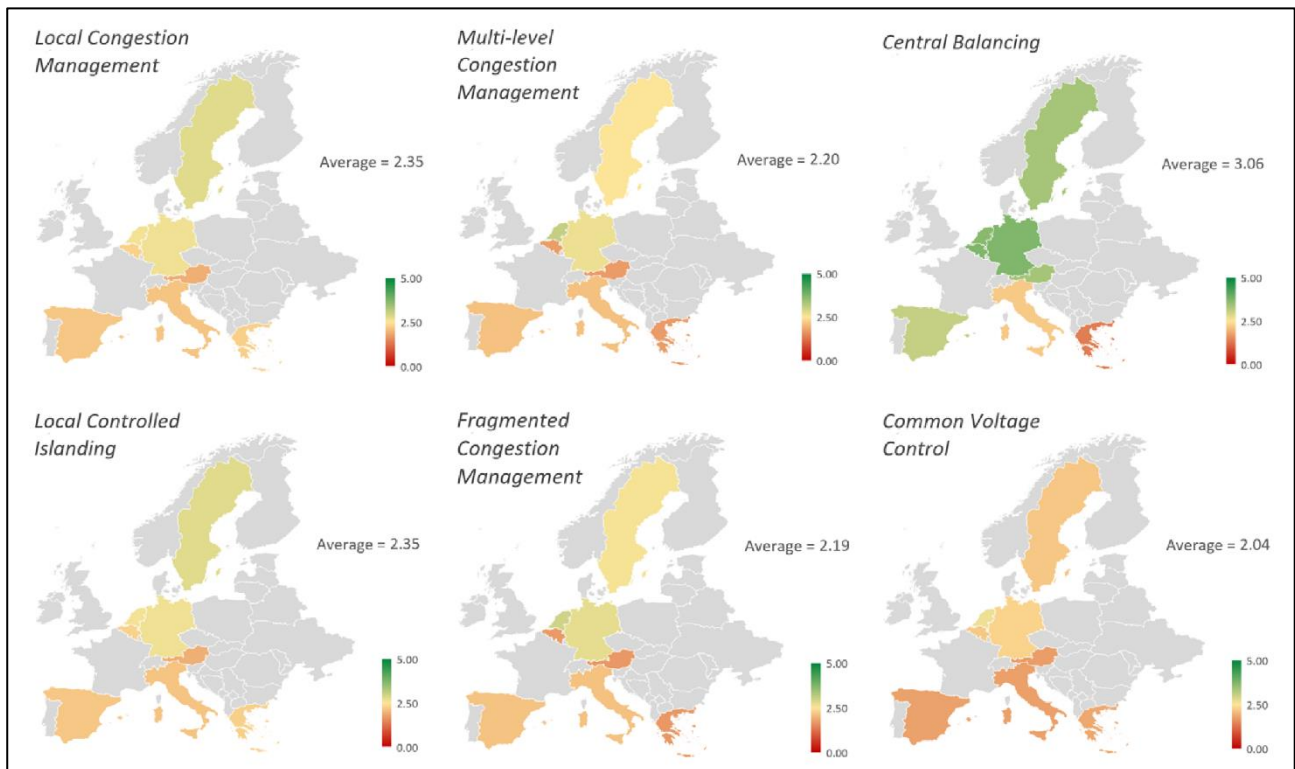 Local Congestion
Management
Average = 2.35
5.00
2.50
0.00
Multi-level
Congestion
Management
Average = 2.20
5.00
2.50
0.00
Central Balancing
Average = 3.06
5.00
2.50
0.00
Local Controlled
Islanding
Average = 2.35
5.00
2.50
0.00
Fragmented
Congestion
Management
Average = 2.19
5.00
2.50
0.00
Common Voltage
Control
Average = 2.04
5.00
2.50
0.00